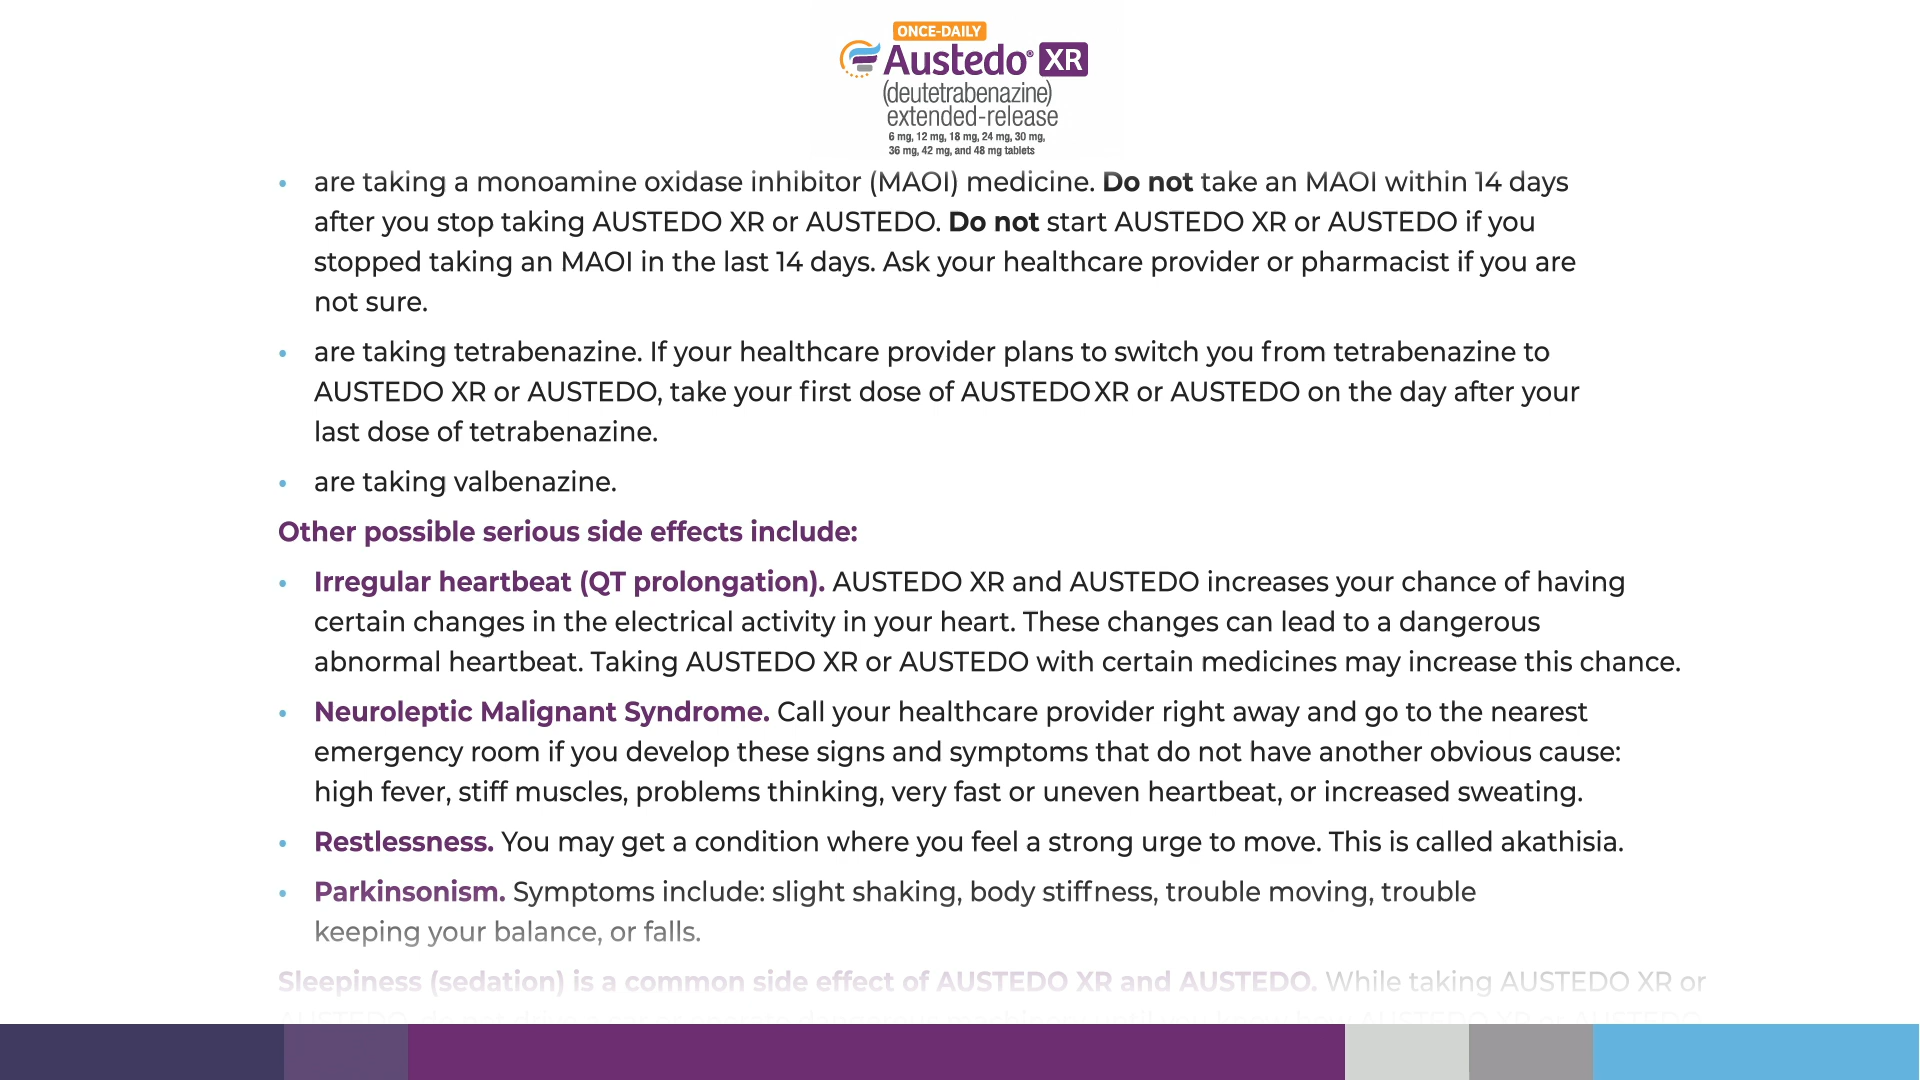 ONCE-DAILY
Austedo® XR
(deutetrabenazine)
extended-release
6 mg, 12 mg, 18 mg, 24 mg, 30 mg,
36 mg, 42 mg, and 48 mg tablets
• are taking a monoamine oxidase inhibitor (MAOI) medicine. Do not take an MAOI within 14 days
after you stop taking AUSTEDO XR or AUSTEDO. Do not start AUSTEDO XR or AUSTEDO if you
stopped taking an MAOI in the last 14 days. Ask your healthcare provider or pharmacist if you are
not sure.
• are taking tetrabenazine. If your healthcare provider plans to switch you from tetrabenazine to
AUSTEDO XR or AUSTEDO, take your first dose of AUSTEDO XR or AUSTEDO on the day after your
last dose of tetrabenazine.
• are taking valbenazine.
Other possible serious side effects include:
• Irregular heartbeat (QT prolongation). AUSTEDO XR and AUSTEDO increases your chance of having
certain changes in the electrical activity in your heart. These changes can lead to a dangerous
abnormal heartbeat. Taking AUSTEDO XR or AUSTEDO with certain medicines may increase this chance.
• Neuroleptic Malignant Syndrome. Call your healthcare provider right away and go to the nearest
emergency room if you develop these signs and symptoms that do not have another obvious cause:
high fever, stiff muscles, problems thinking, very fast or uneven heartbeat, or increased sweating.
• Restlessness. You may get a condition where you feel a strong urge to move. This is called akathisia.
• Parkinsonism. Symptoms include: slight shaking, body stiffness, trouble moving, trouble
keeping your balance, or falls.
Sleepiness (sedation) is a common side effect of AUSTEDO XR and AUSTEDO. While taking AUSTEDO XR or